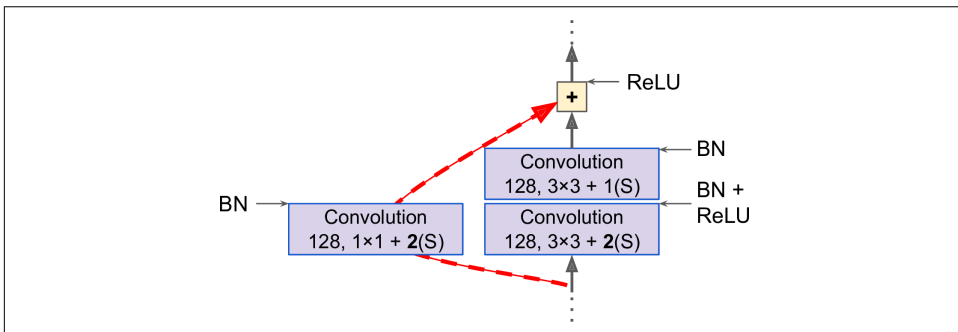 ReLU
+
Convolution
128, 3×3 + 1(S)
BN
BN
Convolution
128, 1×1 + 2(S)
Convolution
128, 3×3 + 2(S)
BN +
ReLU